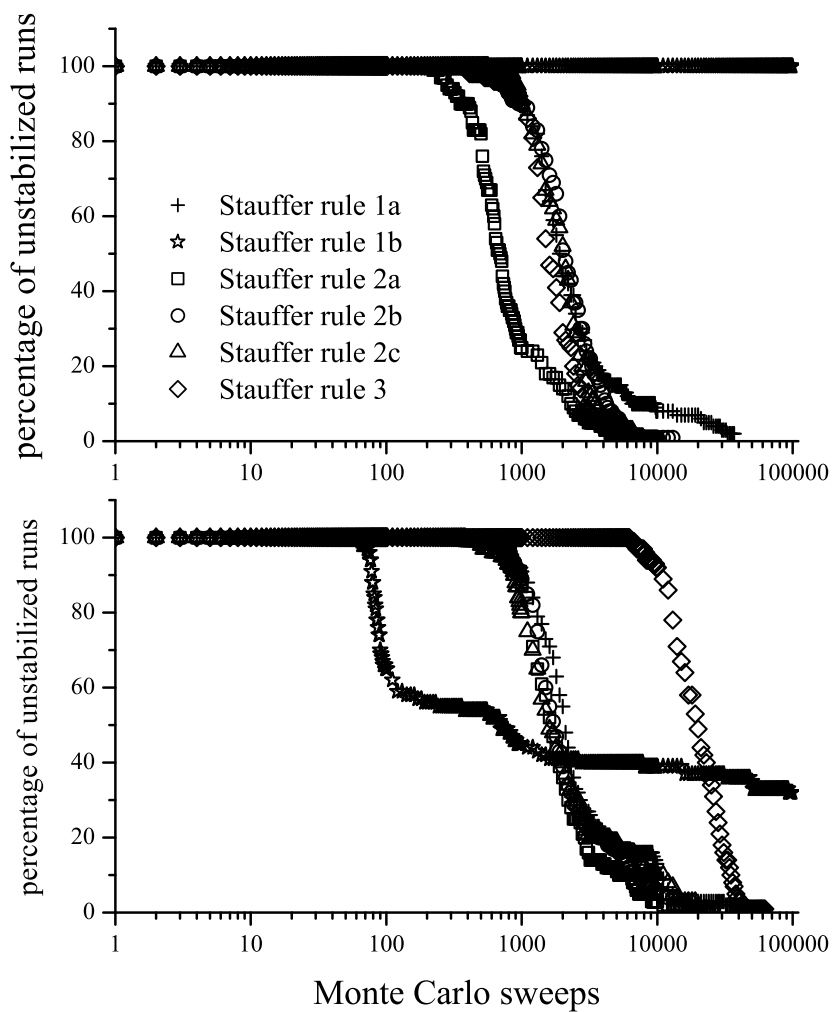 percentage of unstabilized runs
100
80
60
40
20
0
Stauffer rule 1a
Stauffer rule 1b
Stauffer rule 2a
Stauffer rule 2b
Stauffer rule 2c
Stauffer rule 3
1 10 100 1000 10000 100000
percentage of unstabilized runs
100
80
60
40
20
0
1 10 100 1000 10000 100000
Monte Carlo sweeps